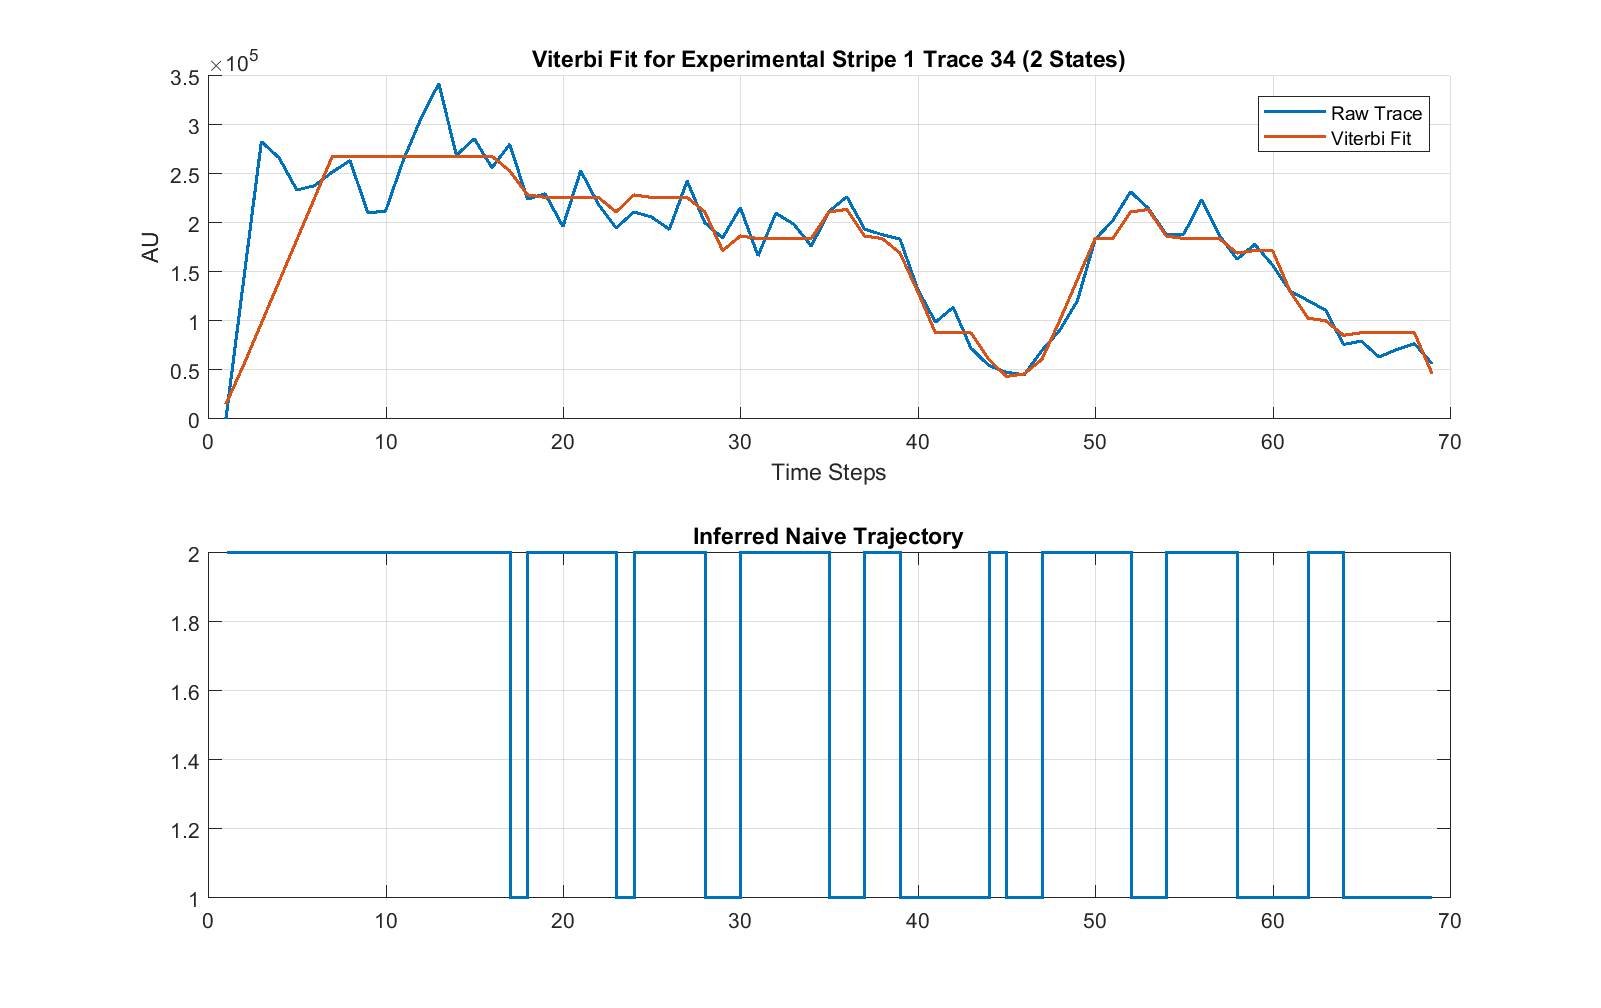 Viterbi Fit for Experimental Stripe 1 Trace 34 (2 States)
×10^5
3.5
3
2.5
2
1.5
1
0.5
0
AU
Raw Trace
Viterbi Fit
0 10 20 30 40 50 60 70
Time Steps
Inferred Naive Trajectory
2
1.8
1.6
1.4
1.2
1
0 10 20 30 40 50 60 70